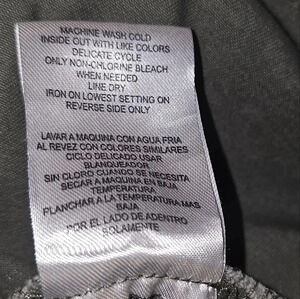 MACHINE WASH COLD
INSIDE OUT WITH LIKE COLORS
DELICATE CYCLE
ONLY NON-CHLORINE BLEACH
WHEN NEEDED
LINE DRY
IRON ON LOWEST SETTING ON
REVERSE SIDE ONLY
LAVAR A MAQUINA CON AGUA FRIA
AL REVEZ CON COLORES SIMILARES
CICLO DELICADO USAR
BLANQUEADOR
SIN CLORO CUANDO SE NECESITA
SECAR A MAQUINA EN BAJA
TEMPERATURA
PLANCHAR A LA TEMPERATURA MAS
BAJA
POR EL LADO DE ADENTRO
SOLAMENTE